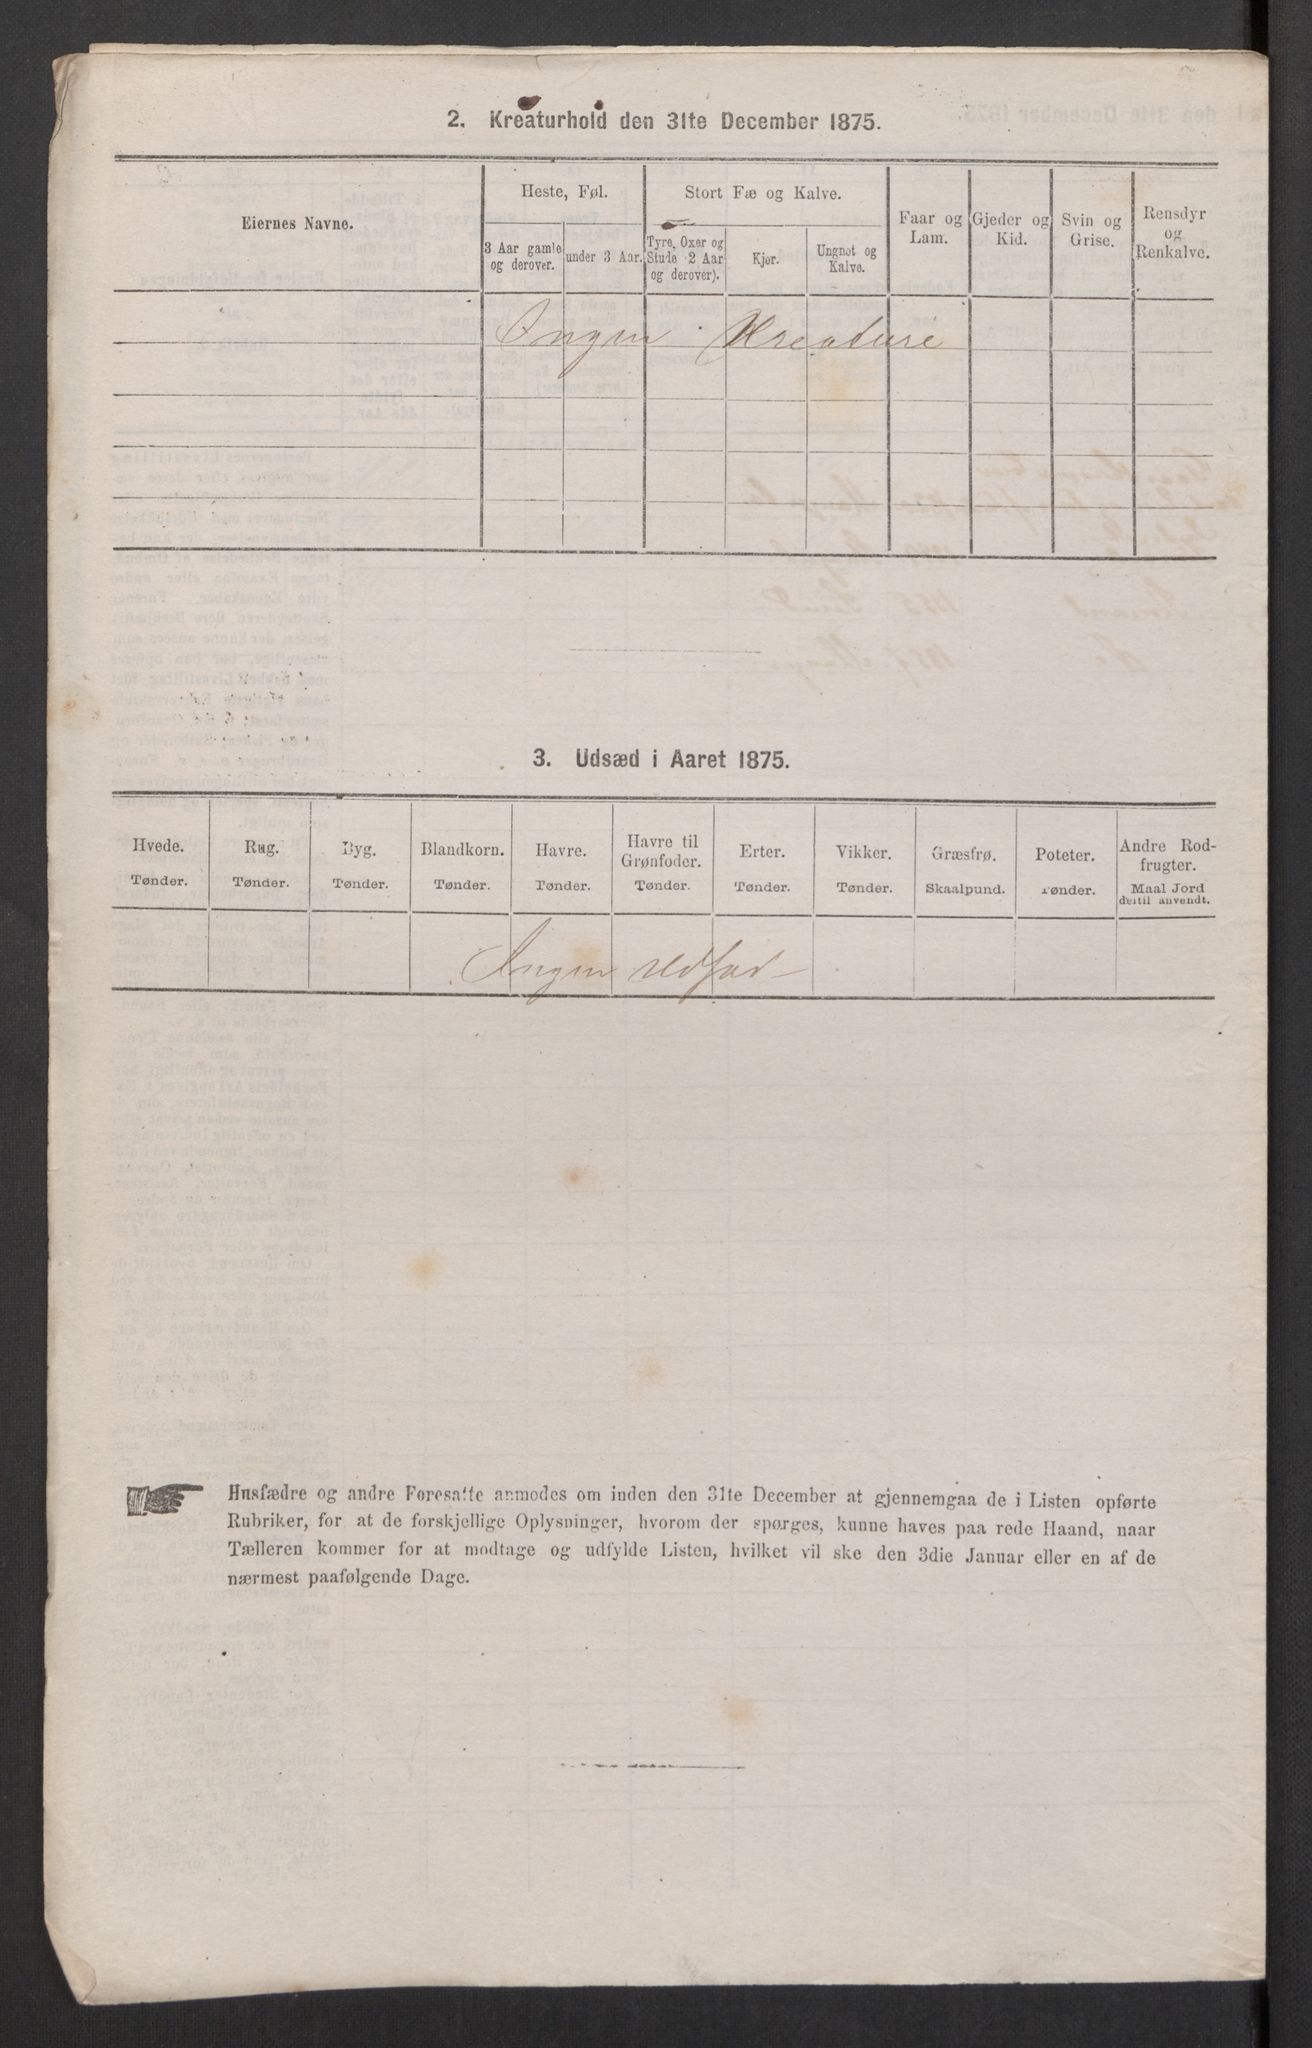 2. Kreaturhold den 31te December 1875.
Eiernes Navne.
Heste, Føl.
Stort Fæ og Kalve.
Faar og Lam.
Gjeder og Kid.
Svin og Grise.
Rensdyr og Renkalve.
3 Aar gamle og derover.
under 3 Aar.
Tyre, Oxer og Stude (2 Aar og derover).
Kjør.
Ungnøt og Kalve.
Ingen Kreature
3. Udsæd i Aaret 1875.
Hvede. Rug. Byg. Blandkorn. Havre. Havre til Grønfoder. Erter. Vikker. Græsfrø. Poteter. Andre Rodfrugter.
Tønder. Tønder. Tønder. Tønder. Tønder. Tønder. Tønder. Tønder. Skaalpund. Tønder. Maal Jord dertil anvendt.
Ingen Udsæd
Husfædre og andre Foresatte anmodes om inden den 31te December at gjennemgaa de i Listen opførte
Rubriker, for at de forskjellige Oplysninger, hvorom der spørges, kunne haves paa rede Haand, naar
Tælleren kommer for at modtage og udfylde Listen, hvilket vil ske den 3die Januar eller en af de
nærmest paafølgende Dage.